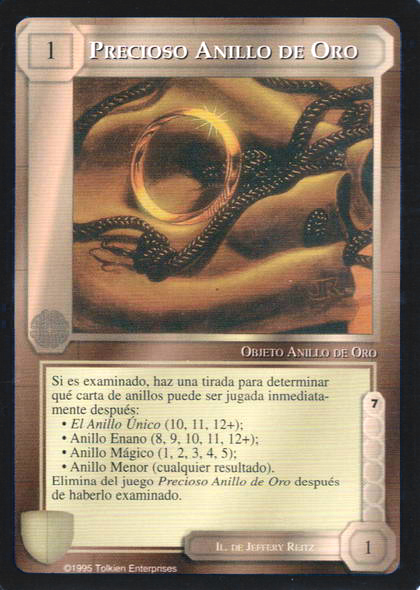 1
PRECIOSO ANILLO DE ORO
JR
OBJETO ANILLO DE ORO
Si es examinado, haz una tirada para determinar
qué carta de anillos puede ser jugada inmediata-
mente después:
• El Anillo Único (10, 11, 12+);
• Anillo Enano (8, 9, 10, 11, 12+);
• Anillo Mágico (1, 2, 3, 4, 5);
• Anillo Menor (cualquier resultado).
Elimina del juego Precioso Anillo de Oro después
de haberlo examinado.
7
IL. DE JEFFERY REITZ
1
©1995 Tolkien Enterprises